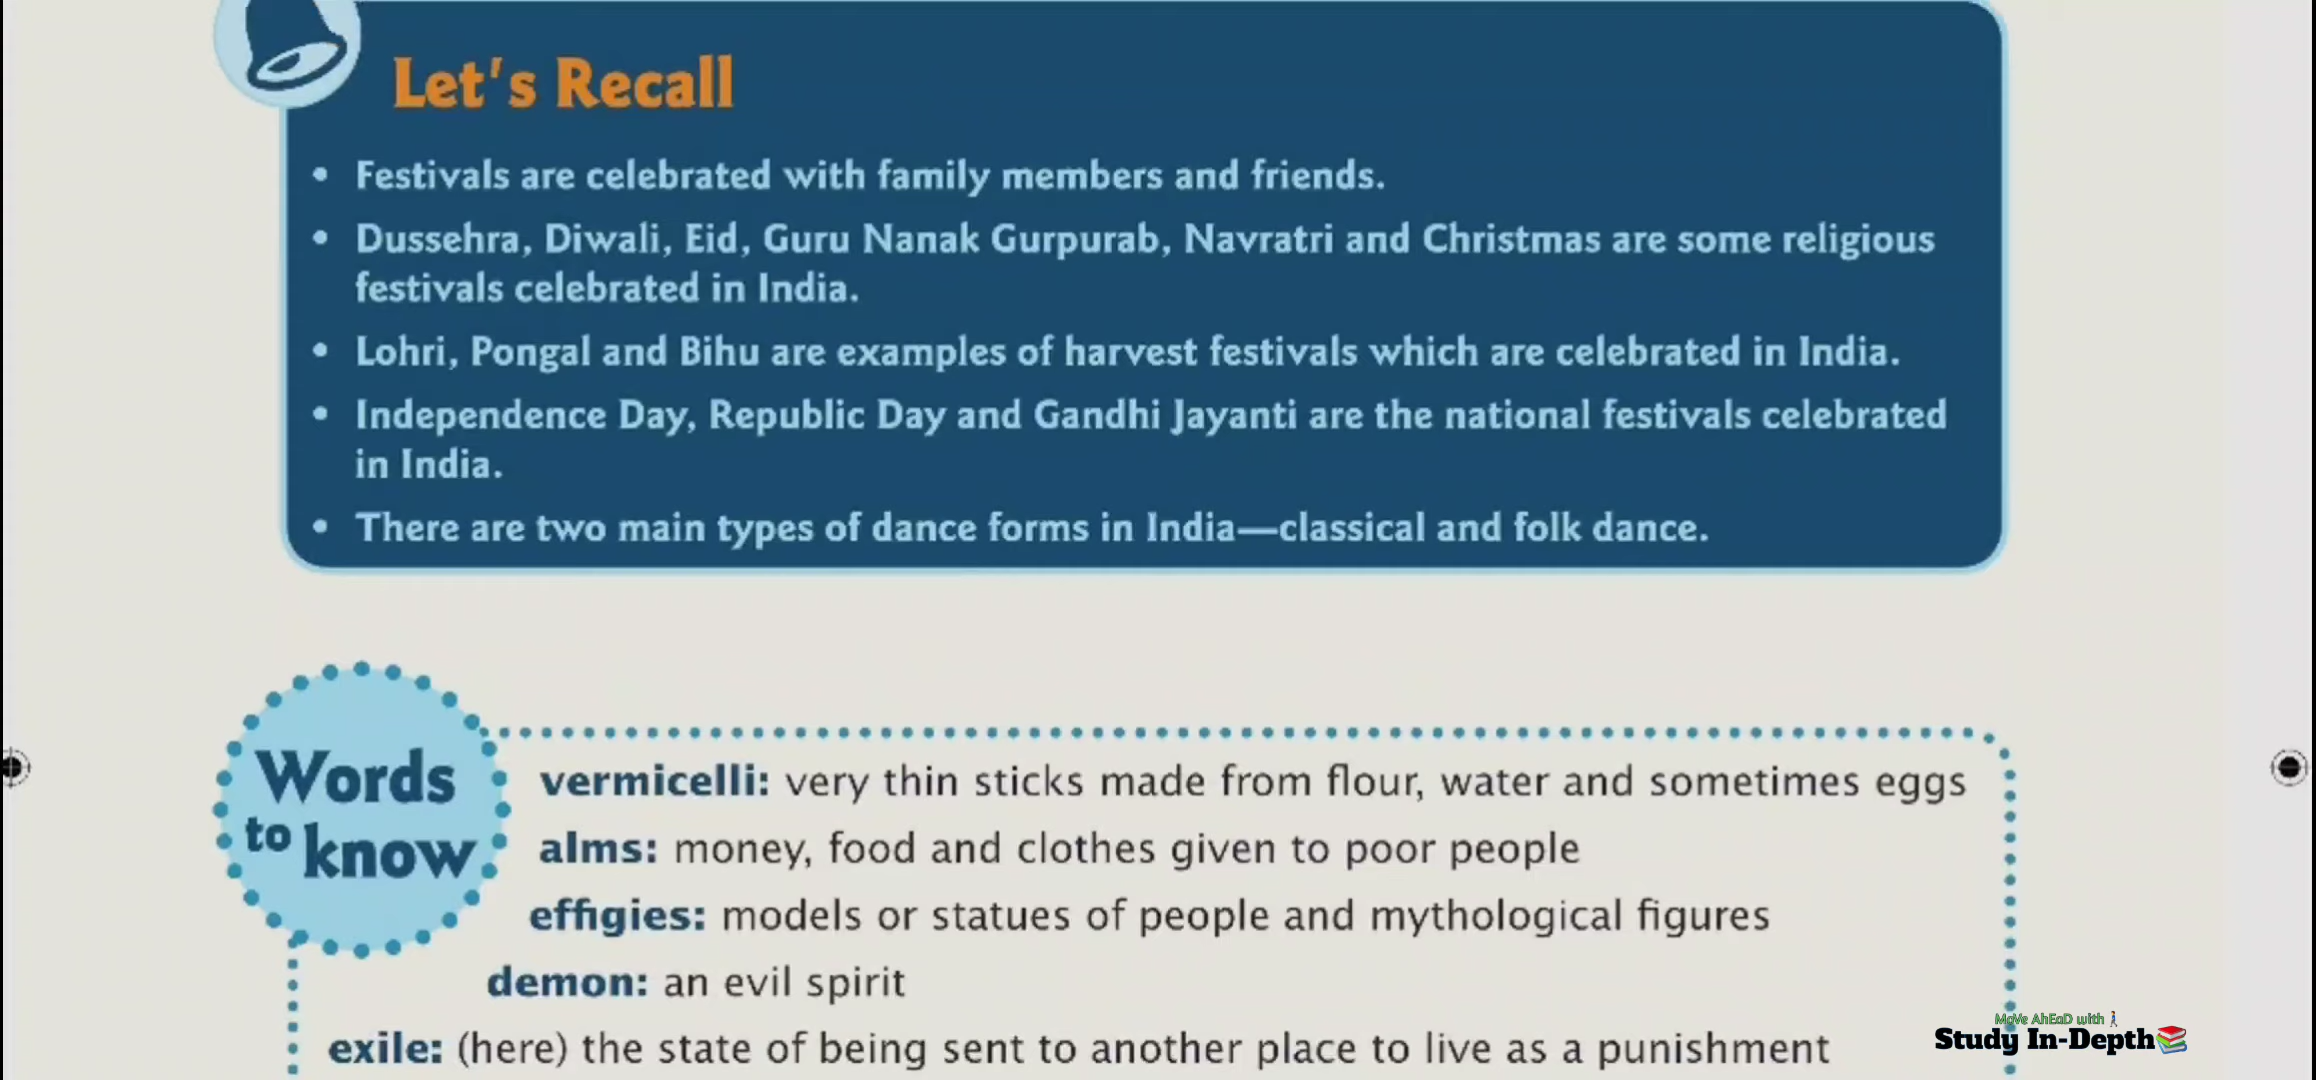 Let's Recall
• Festivals are celebrated with family members and friends.
• Dussehra, Diwali, Eid, Guru Nanak Gurpurab, Navratri and Christmas are some religious
festivals celebrated in India.
• Lohri, Pongal and Bihu are examples of harvest festivals which are celebrated in India.
• Independence Day, Republic Day and Gandhi Jayanti are the national festivals celebrated
in India.
• There are two main types of dance forms in India—classical and folk dance.
Words
to know
vermicelli: very thin sticks made from flour, water and sometimes eggs
alms: money, food and clothes given to poor people
effigies: models or statues of people and mythological figures
demon: an evil spirit
exile: (here) the state of being sent to another place to live as a punishment
MoVe AhEaD with
Study In-Depth